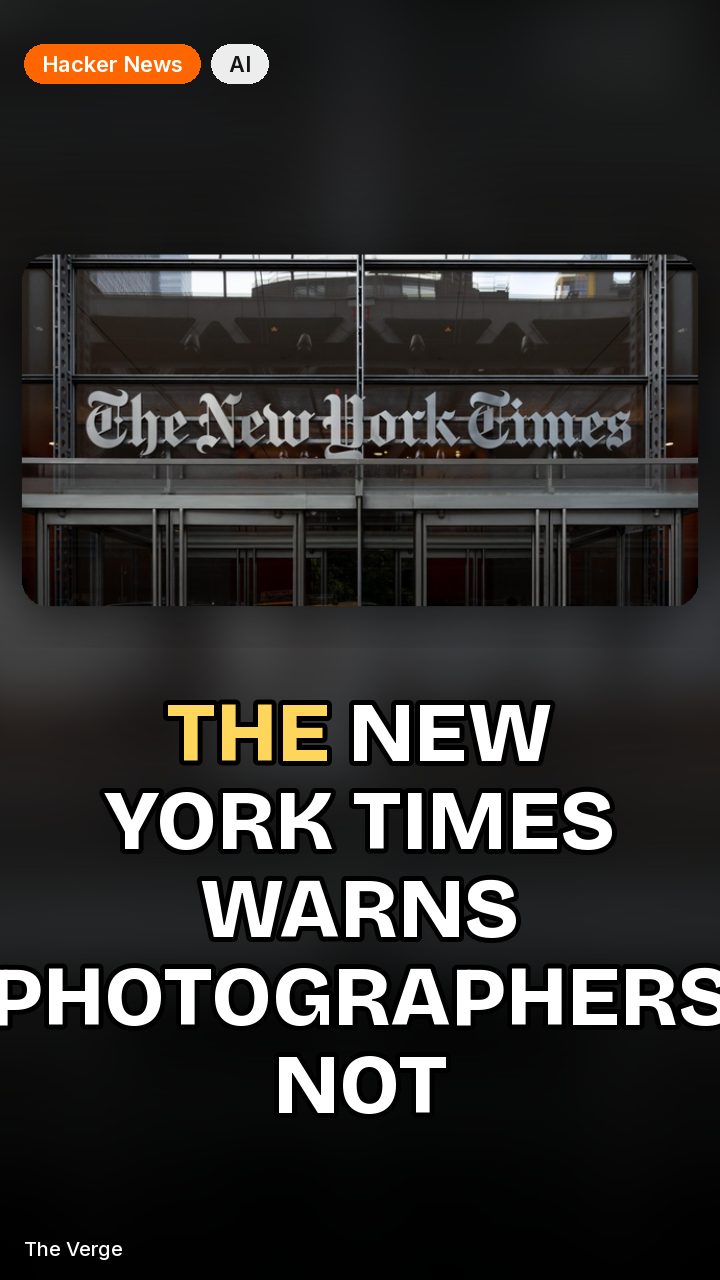 Hacker News
AI
The New York Times
THE NEW
YORK TIMES
WARNS
PHOTOGRAPHERS
NOT
The Verge